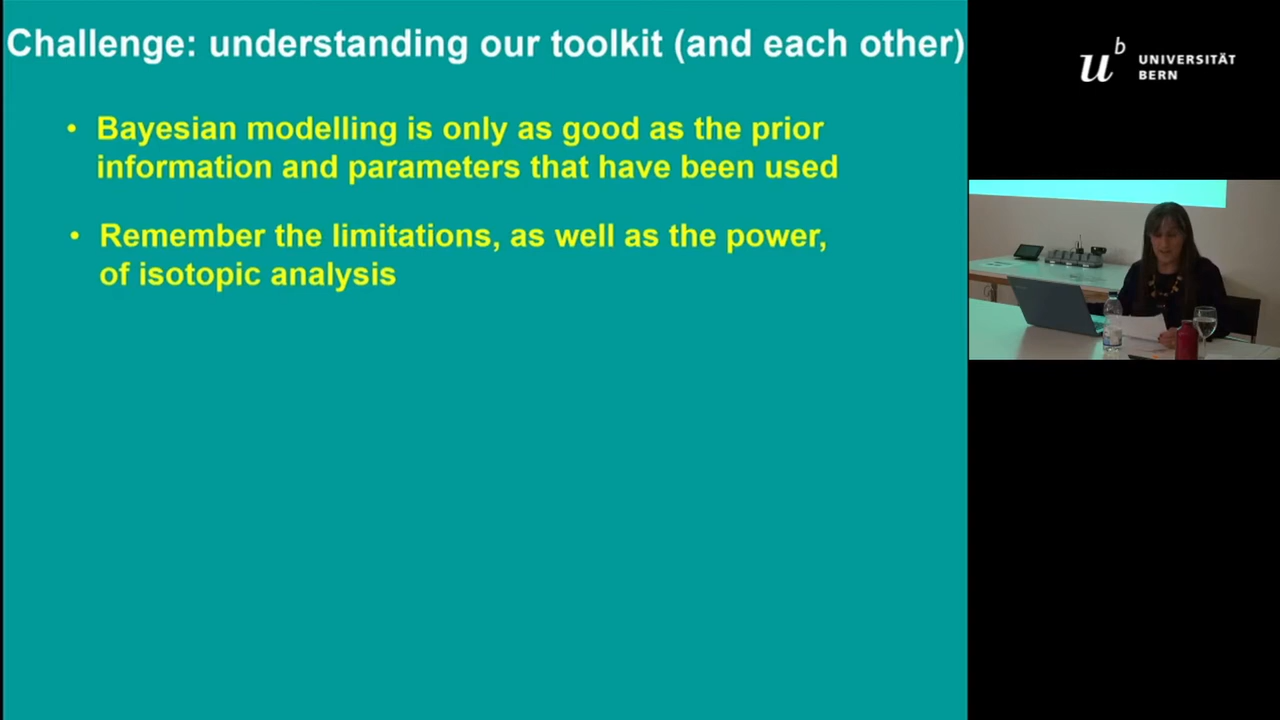 Challenge: understanding our toolkit (and each other)
• Bayesian modelling is only as good as the prior
information and parameters that have been used
• Remember the limitations, as well as the power,
of isotopic analysis
u^b
UNIVERSITÄT
BERN